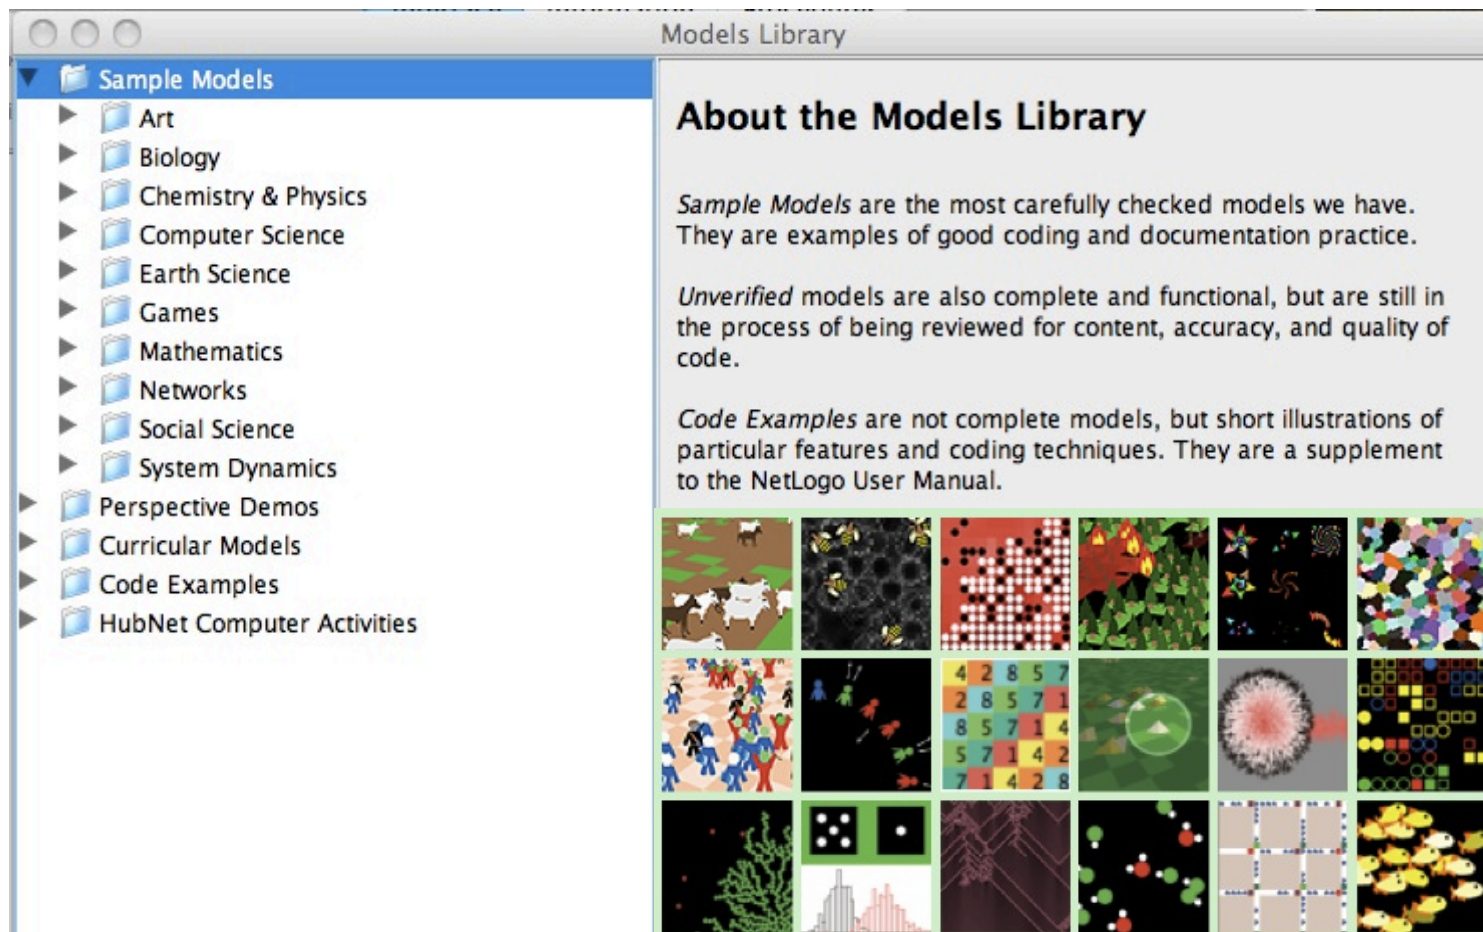 Models Library
Sample Models
Art
Biology
Chemistry & Physics
Computer Science
Earth Science
Games
Mathematics
Networks
Social Science
System Dynamics
Perspective Demos
Curricular Models
Code Examples
HubNet Computer Activities
About the Models Library
Sample Models are the most carefully checked models we have.
They are examples of good coding and documentation practice.
Unverified models are also complete and functional, but are still in
the process of being reviewed for content, accuracy, and quality of
code.
Code Examples are not complete models, but short illustrations of
particular features and coding techniques. They are a supplement
to the NetLogo User Manual.
4 2 8 5 7
2 8 5 7 1
8 5 7 1 4
5 7 1 4 2
7 1 4 2 8